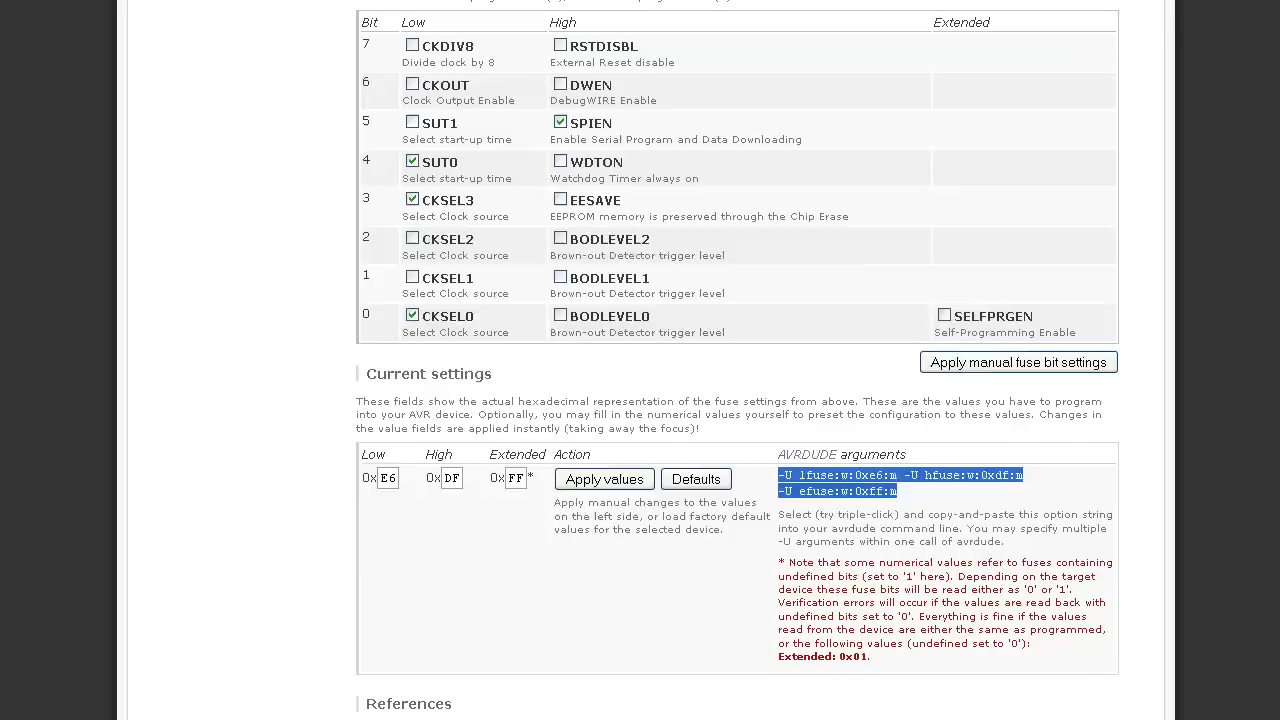 Bit Low High Extended
7 CKDIV8 RSTDISBL
Divide clock by 8 External Reset disable
6 CKOUT DWEN
Clock Output Enable DebugWIRE Enable
5 SUT1 SPIEN
Select start-up time Enable Serial Program and Data Downloading
4 SUT0 WDTON
Select start-up time Watchdog Timer always on
3 CKSEL3 EESAVE
Select Clock source EEPROM memory is preserved through the Chip Erase
2 CKSEL2 BODLEVEL2
Select Clock source Brown-out Detector trigger level
1 CKSEL1 BODLEVEL1
Select Clock source Brown-out Detector trigger level
0 CKSEL0 BODLEVEL0 SELFPRGEN
Select Clock source Brown-out Detector trigger level Self-Programming Enable
Apply manual fuse bit settings
Current settings
These fields show the actual hexadecimal representation of the fuse settings from above. These are the values you have to program
into your AVR device. Optionally, you may fill in the numerical values yourself to preset the configuration to these values. Changes in
the value fields are applied instantly (taking away the focus)!
Low High Extended Action AVRDUDE arguments
0x E6 0x DF 0x FF * Apply values Defaults
Apply manual changes to the values
on the left side, or load factory default
values for the selected device.
-U lfuse:w:0xe6:m -U hfuse:w:0xdf:m
-U efuse:w:0xff:m
Select (try triple-click) and copy-and-paste this option string
into your avrdude command line. You may specify multiple
-U arguments within one call of avrdude.
* Note that some numerical values refer to fuses containing
undefined bits (set to '1' here). Depending on the target
device these fuse bits will be read either as '0' or '1'.
Verification errors will occur if the values are read back with
undefined bits set to '0'. Everything is fine if the values
read from the device are either the same as programmed,
or the following values (undefined set to '0'):
Extended: 0x01.
References